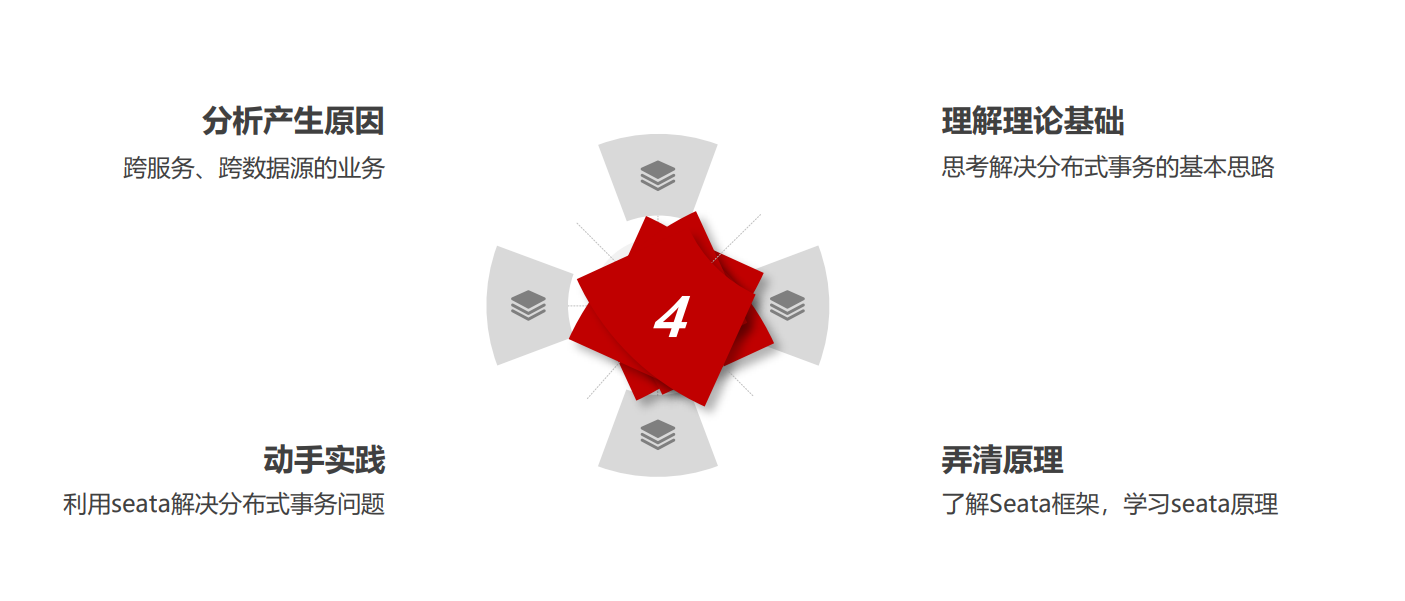 分析产生原因
跨服务、跨数据源的业务
理解理论基础
思考解决分布式事务的基本思路
4
动手实践
利用seata解决分布式事务问题
弄清原理
了解Seata框架，学习seata原理